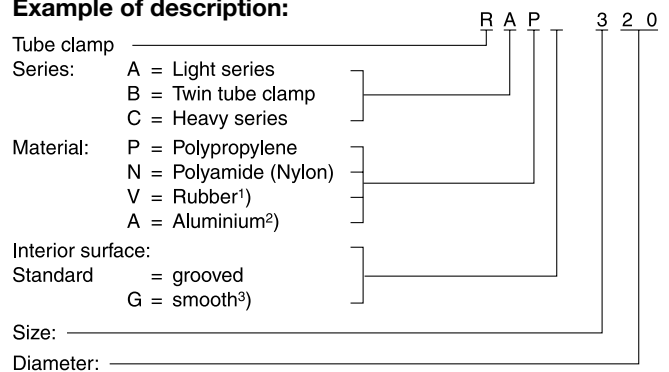 Example of description:
R A P _ 3 2 0
Tube clamp
Series: A = Light series
B = Twin tube clamp
C = Heavy series
Material: P = Polypropylene
N = Polyamide (Nylon)
V = Rubber¹)
A = Aluminium²)
Interior surface:
Standard = grooved
G = smooth³)
Size:
Diameter: